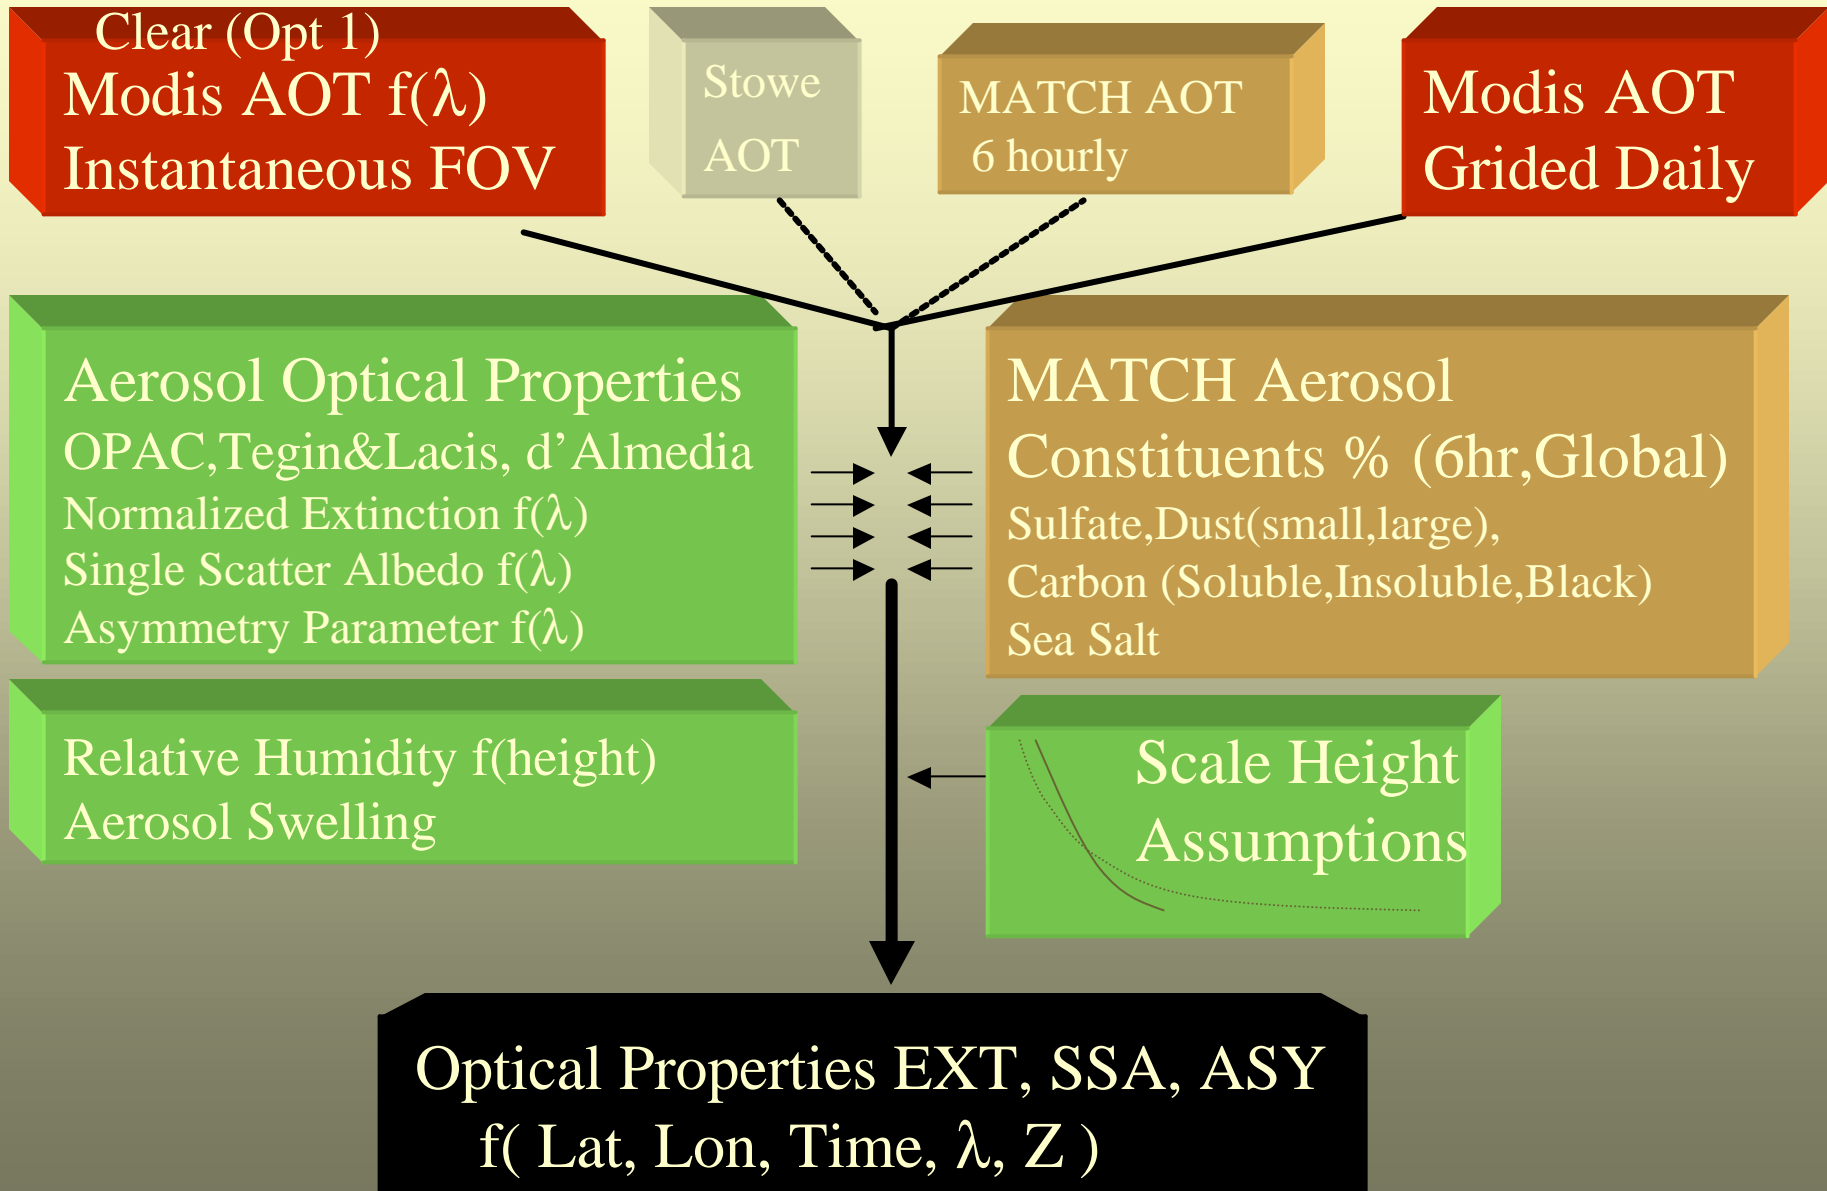 Clear (Opt 1)
Modis AOT f(λ)
Instantaneous FOV
Stowe
AOT
MATCH AOT
6 hourly
Modis AOT
Grided Daily
Aerosol Optical Properties
OPAC,Tegin&Lacis, d’Almedia
Normalized Extinction f(λ)
Single Scatter Albedo f(λ)
Asymmetry Parameter f(λ)
MATCH Aerosol
Constituents % (6hr,Global)
Sulfate,Dust(small,large),
Carbon (Soluble,Insoluble,Black)
Sea Salt
Relative Humidity f(height)
Aerosol Swelling
Scale Height
Assumptions
Optical Properties EXT, SSA, ASY
f( Lat, Lon, Time, λ, Z )